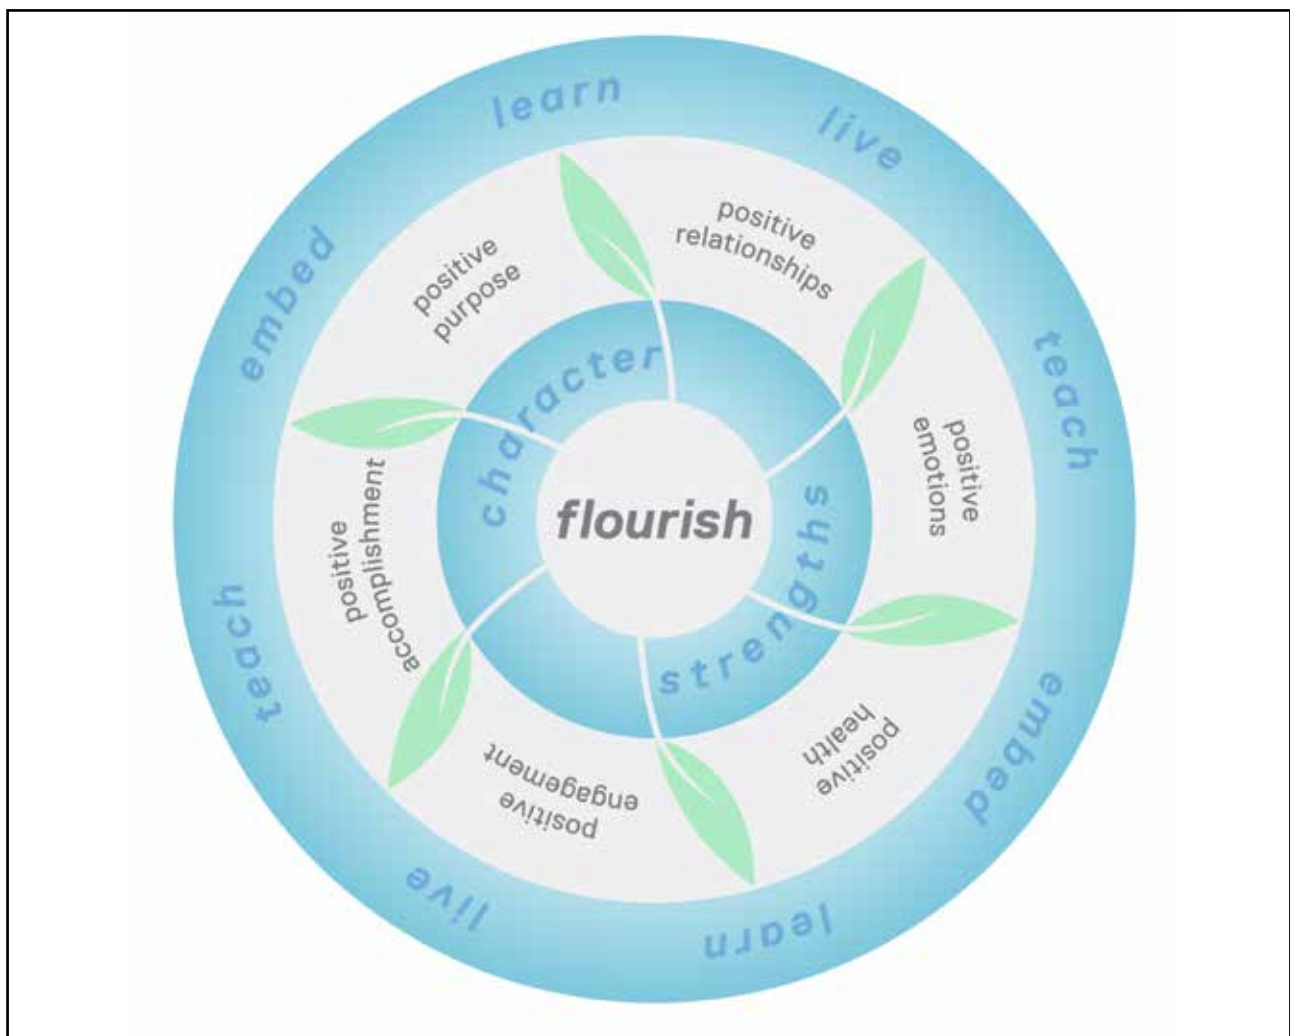 learn
live
teach
embed
learn
live
teach
embed
positive
relationships
positive
emotions
positive
health
positive
engagement
positive
accomplishment
positive
purpose
character
strengths
flourish